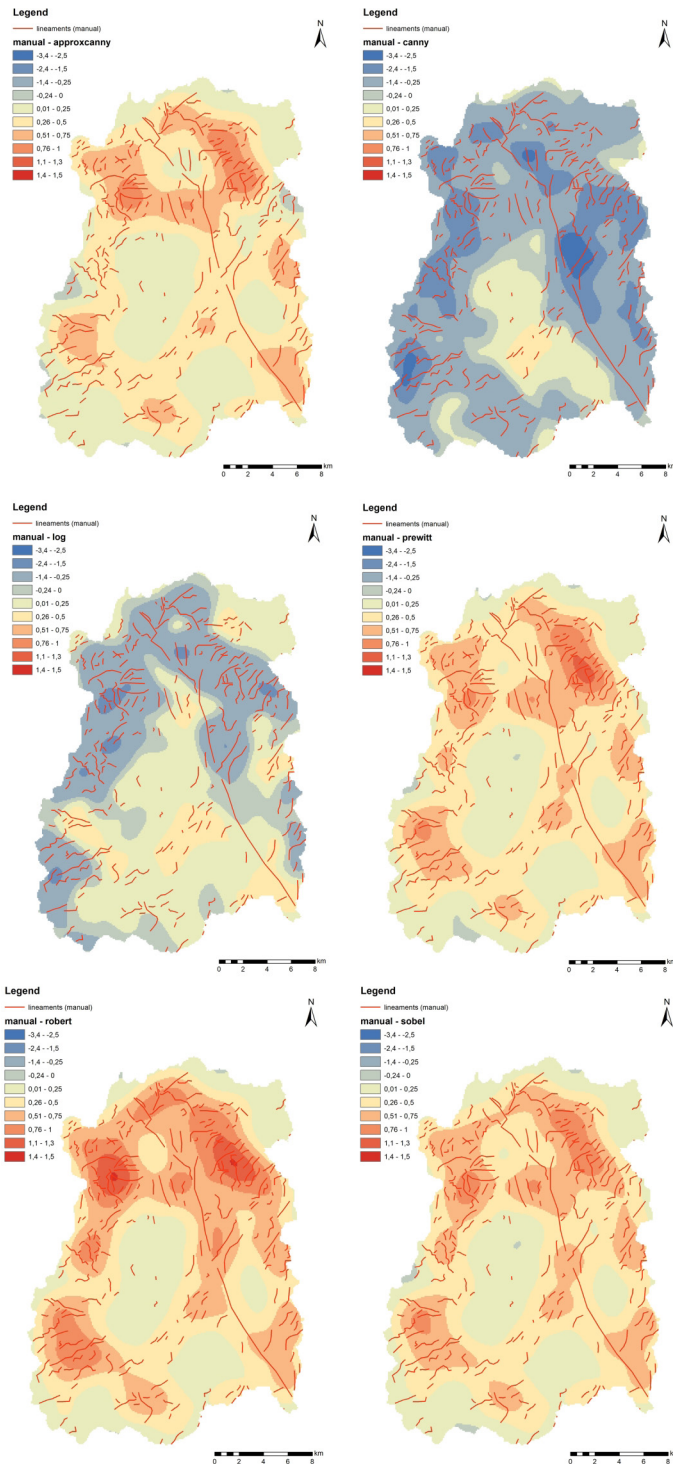 Legend
lineaments (manual)
manual - approxcanny
-3,4 - -2,5
-2,4 - -1,5
-1,4 - -0,25
-0,24 - 0
0,01 - 0,25
0,26 - 0,5
0,51 - 0,75
0,76 - 1
1,1 - 1,3
1,4 - 1,5
N
km
0 2 4 6 8
Legend
lineaments (manual)
manual - canny
-3,4 - -2,5
-2,4 - -1,5
-1,4 - -0,25
-0,24 - 0
0,01 - 0,25
0,26 - 0,5
0,51 - 0,75
0,76 - 1
1,1 - 1,3
1,4 - 1,5
N
km
0 2 4 6 8
Legend
lineaments (manual)
manual - log
-3,4 - -2,5
-2,4 - -1,5
-1,4 - -0,25
-0,24 - 0
0,01 - 0,25
0,26 - 0,5
0,51 - 0,75
0,76 - 1
1,1 - 1,3
1,4 - 1,5
N
km
0 2 4 6 8
Legend
lineaments (manual)
manual - prewitt
-3,4 - -2,5
-2,4 - -1,5
-1,4 - -0,25
-0,24 - 0
0,01 - 0,25
0,26 - 0,5
0,51 - 0,75
0,76 - 1
1,1 - 1,3
1,4 - 1,5
N
km
0 2 4 6 8
Legend
lineaments (manual)
manual - robert
-3,4 - -2,5
-2,4 - -1,5
-1,4 - -0,25
-0,24 - 0
0,01 - 0,25
0,26 - 0,5
0,51 - 0,75
0,76 - 1
1,1 - 1,3
1,4 - 1,5
N
km
0 2 4 6 8
Legend
lineaments (manual)
manual - sobel
-3,4 - -2,5
-2,4 - -1,5
-1,4 - -0,25
-0,24 - 0
0,01 - 0,25
0,26 - 0,5
0,51 - 0,75
0,76 - 1
1,1 - 1,3
1,4 - 1,5
N
km
0 2 4 6 8